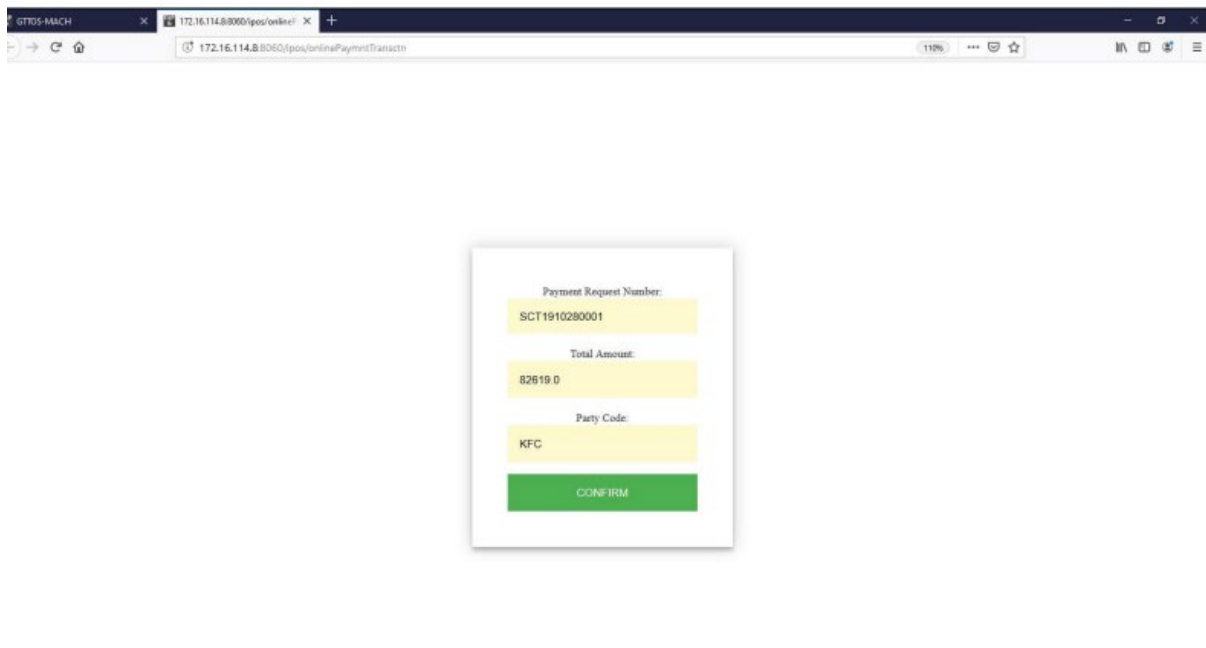 GTTOS-MACH
172.16.114.8:8060/ipos/onlineP
172.16.114.8:8060/ipos/onlinePaymntTransctn
110%
Payment Request Number:
SCT1910280001
Total Amount:
82619.0
Party Code:
KFC
CONFIRM